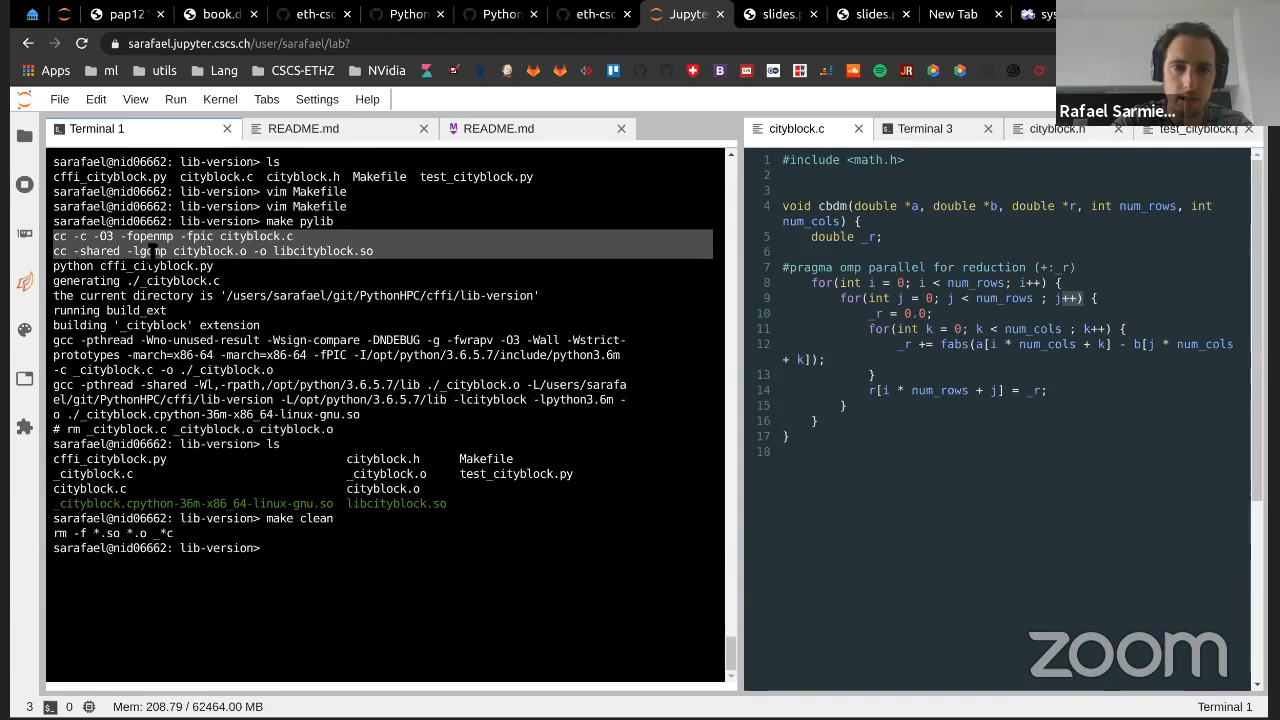 pap121
book.d
eth-cs
Python
Python
eth-cs
Jupyte
slides.p
slides.p
New Tab
sys
sarafael.jupyter.cscs.ch/user/sarafael/lab?
Apps
ml
utils
Lang
CSCS-ETHZ
NVidia
JR
Rafael Sarmie...
File
Edit
View
Run
Kernel
Tabs
Settings
Help
Terminal 1
README.md
README.md
sarafael@nid06662: lib-version> ls
cffi_cityblock.py  cityblock.c  cityblock.h  Makefile  test_cityblock.py
sarafael@nid06662: lib-version> vim Makefile
sarafael@nid06662: lib-version> vim Makefile
sarafael@nid06662: lib-version> make pylib
cc -c -O3 -fopenmp -fpic cityblock.c
cc -shared -lgomp cityblock.o -o libcityblock.so
python cffi_cityblock.py
generating ./_cityblock.c
the current directory is '/users/sarafael/git/PythonHPC/cffi/lib-version'
running build_ext
building '_cityblock' extension
gcc -pthread -Wno-unused-result -Wsign-compare -DNDEBUG -g -fwrapv -O3 -Wall -Wstrict-
prototypes -march=x86-64 -march=x86-64 -fPIC -I/opt/python/3.6.5.7/include/python3.6m
-c _cityblock.c -o ./_cityblock.o
gcc -pthread -shared -Wl,-rpath,/opt/python/3.6.5.7/lib ./_cityblock.o -L/users/sarafa
el/git/PythonHPC/cffi/lib-version -L/opt/python/3.6.5.7/lib -lcityblock -lpython3.6m -
o ./_cityblock.cpython-36m-x86_64-linux-gnu.so
# rm _cityblock.c _cityblock.o cityblock.o
sarafael@nid06662: lib-version> ls
cffi_cityblock.py  cityblock.h  Makefile
_cityblock.c  _cityblock.o  test_cityblock.py
cityblock.c  cityblock.o
_cityblock.cpython-36m-x86_64-linux-gnu.so  libcityblock.so
sarafael@nid06662: lib-version> make clean
rm -f *.so *.o _*c
sarafael@nid06662: lib-version>
cityblock.c
Terminal 3
cityblock.h
test_cityblock.p
1 #include <math.h>
2
3
4 void cbdm(double *a, double *b, double *r, int num_rows, int
num_cols) {
5 double _r;
6
7 #pragma omp parallel for reduction (+:_r)
8 for(int i = 0; i < num_rows; i++) {
9 for(int j = 0; j < num_rows ; j++) {
10 _r = 0.0;
11 for(int k = 0; k < num_cols ; k++) {
12 _r += fabs(a[i * num_cols + k] - b[j * num_cols
+ k]);
13 }
14 r[i * num_rows + j] = _r;
15 }
16 }
17 }
18
zoom
3
0
Mem: 208.79 / 62464.00 MB
Terminal 1